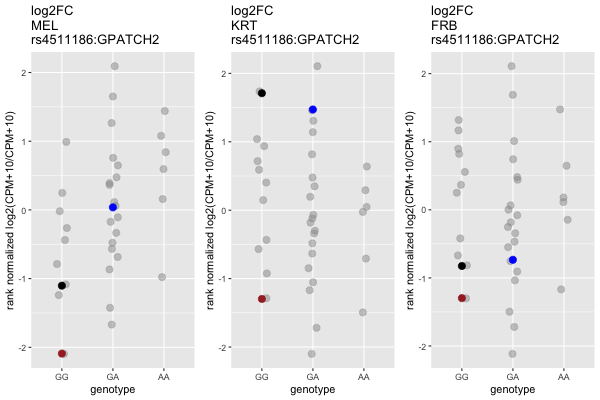 log2FC
MEL
rs4511186:GPATCH2
rank normalized log2(CPM+10/CPM+10)
2
1
0
-1
-2
GG
GA
AA
genotype
log2FC
KRT
rs4511186:GPATCH2
rank normalized log2(CPM+10/CPM+10)
2
1
0
-1
-2
GG
GA
AA
genotype
log2FC
FRB
rs4511186:GPATCH2
rank normalized log2(CPM+10/CPM+10)
2
1
0
-1
-2
GG
GA
AA
genotype